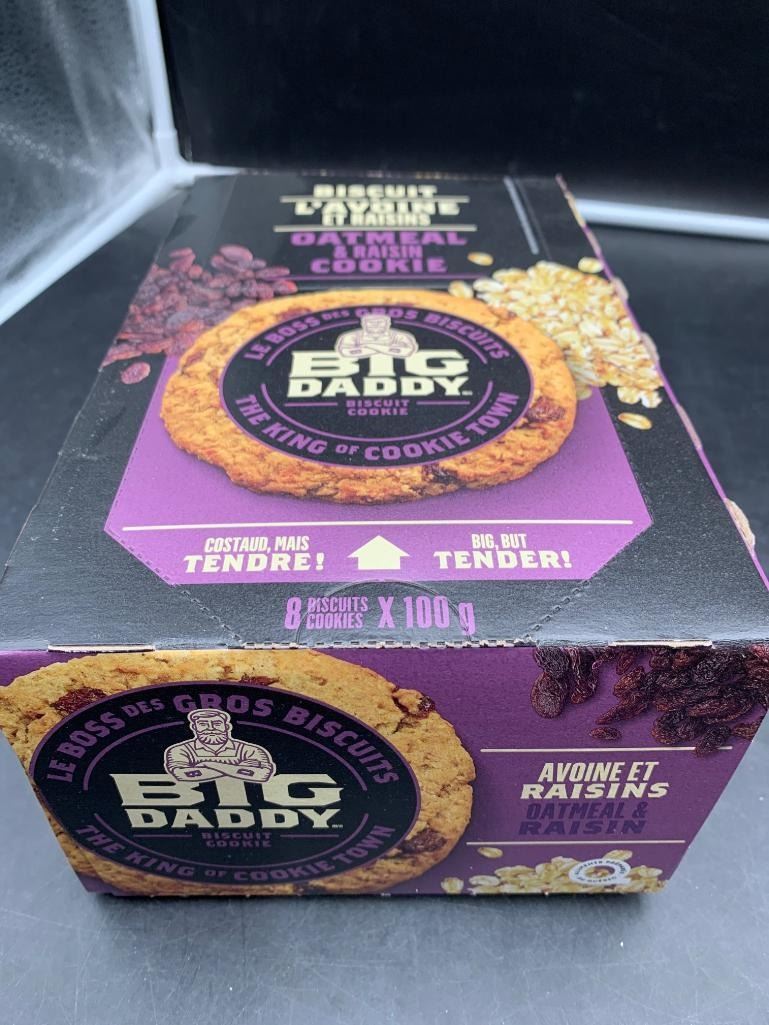 BISCUIT
L'AVOINE
ET RAISINS
OATMEAL
& RAISIN
COOKIE
LE BOSS DES GROS BISCUITS
BIG
DADDY
BISCUIT
COOKIE
THE KING OF COOKIE TOWN
COSTAUD, MAIS
TENDRE!
BIG, BUT
TENDER!
8 BISCUITS COOKIES X 100 g
LE BOSS DES GROS BISCUITS
BIG
DADDY
BISCUIT
COOKIE
THE KING OF COOKIE TOWN
AVOINE ET
RAISINS
OATMEAL &
RAISIN